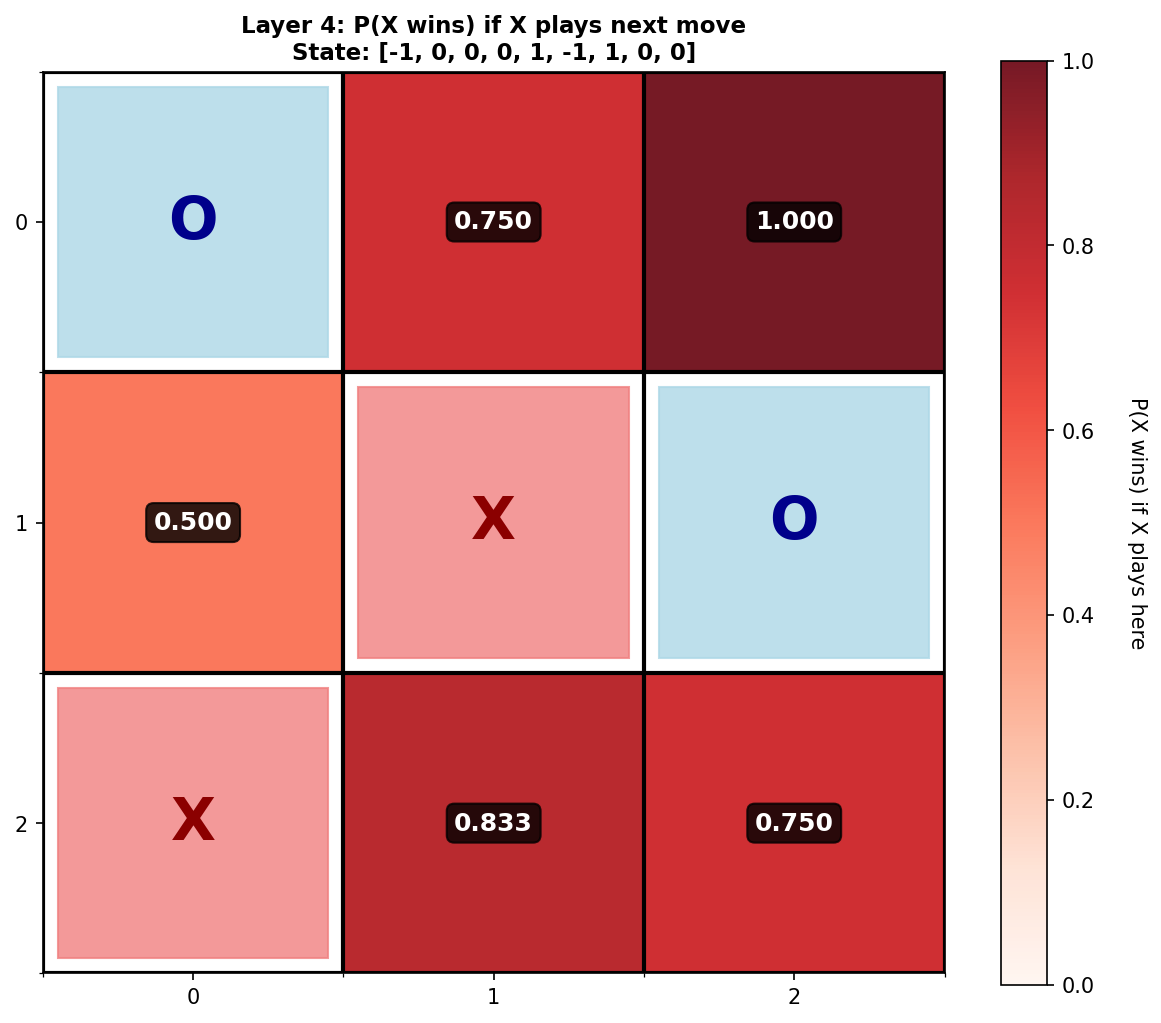 Layer 4: P(X wins) if X plays next move
State: [-1, 0, 0, 0, 1, -1, 1, 0, 0]
0
O
0.750
1.000
1
0.500
X
O
2
X
0.833
0.750
0
1
2
1.0
0.8
0.6
0.4
0.2
0.0
P(X wins) if X plays here